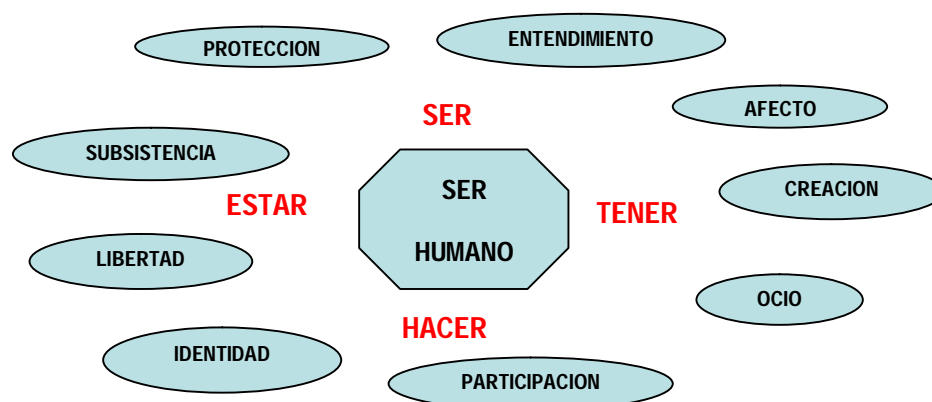 PROTECCION
ENTENDIMIENTO
AFECTO
SER
SUBSISTENCIA
SER
HUMANO
CREACION
ESTAR
TENER
LIBERTAD
OCIO
HACER
IDENTIDAD
PARTICIPACION